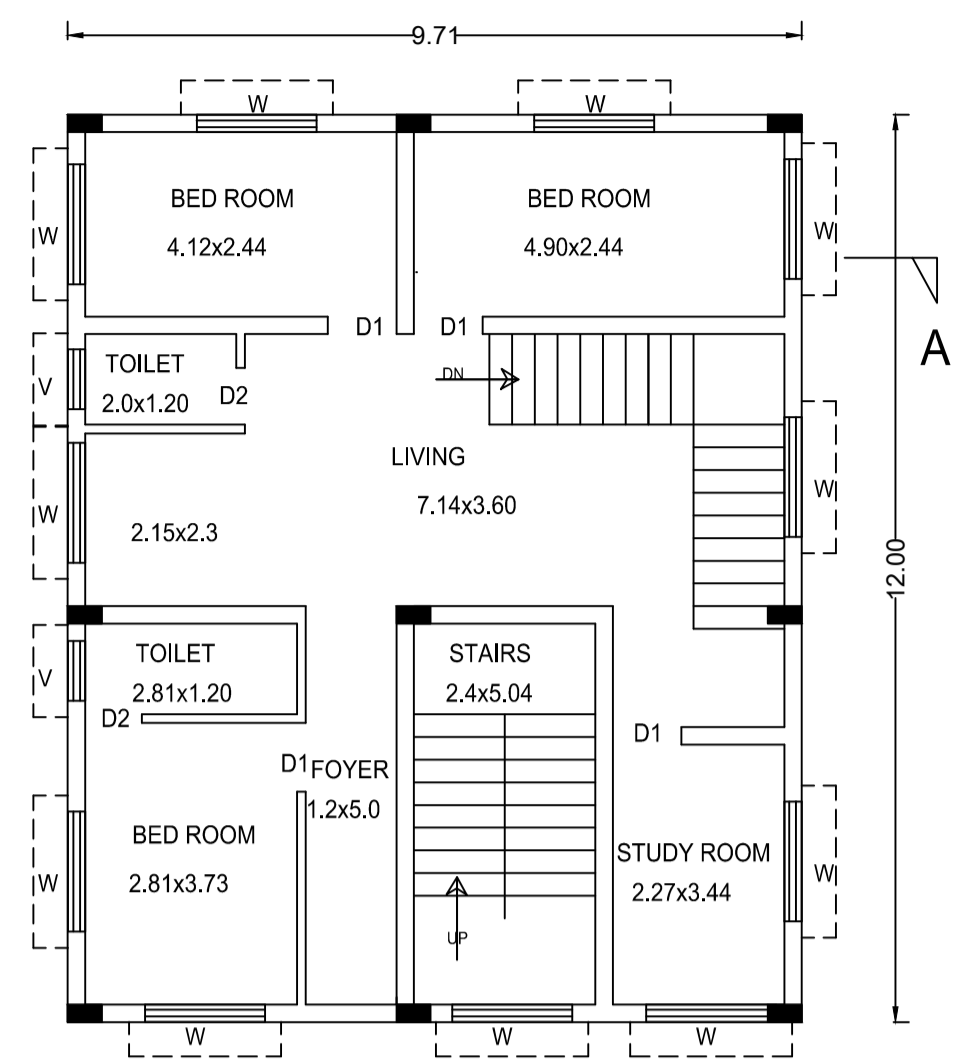 9.71
W
W
BED ROOM
4.12x2.44
BED ROOM
4.90x2.44
W
W
A
D1
D1
TOILET
2.0x1.20
V
D2
DN
LIVING
7.14x3.60
W
W
2.15x2.3
12.00
TOILET
2.81x1.20
V
D2
STAIRS
2.4x5.04
D1
D1
FOYER
1.2x5.0
BED ROOM
2.81x3.73
W
STUDY ROOM
2.27x3.44
W
UP
W
W
W